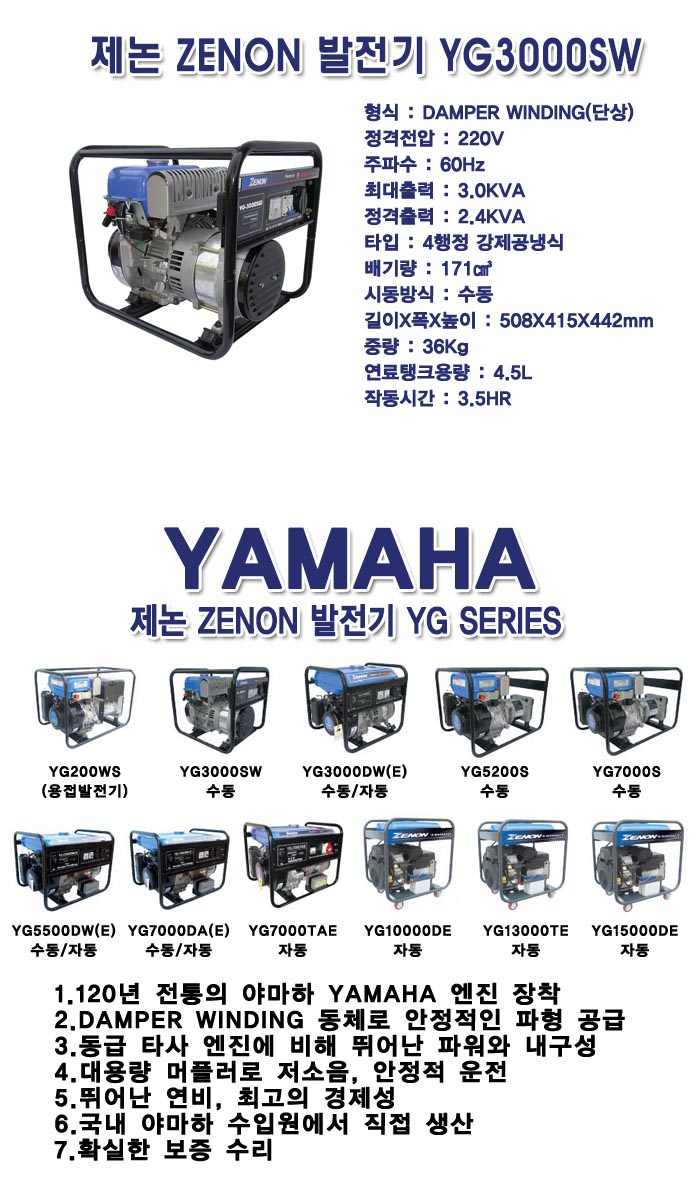 제논 ZENON 발전기 YG3000SW
형식 : DAMPER WINDING(단상)
정격전압 : 220V
주파수 : 60Hz
최대출력 : 3.0KVA
정격출력 : 2.4KVA
타입 : 4행정 강제공냉식
배기량 : 171㎤
시동방식 : 수동
길이X폭X높이 : 508X415X442mm
중량 : 36Kg
연료탱크용량 : 4.5L
작동시간 : 3.5HR
ZENON
YG-3000SW
YAMAHA
제논 ZENON 발전기 YG SERIES
YG200WS YG3000SW YG3000DW(E) YG5200S YG7000S
(용접발전기) 수동 수동/자동 수동 수동
ZENON ZENON ZENON
YG5500DW(E) YG7000DA(E) YG7000TAE YG10000DE YG13000TE YG15000DE
수동/자동 수동/자동 자동 자동 자동 자동
1.120년 전통의 야마하 YAMAHA 엔진 장착
2.DAMPER WINDING 동체로 안정적인 파형 공급
3.동급 타사 엔진에 비해 뛰어난 파워와 내구성
4.대용량 머플러로 저소음, 안정적 운전
5.뛰어난 연비, 최고의 경제성
6.국내 야마하 수입원에서 직접 생산
7.확실한 보증 수리